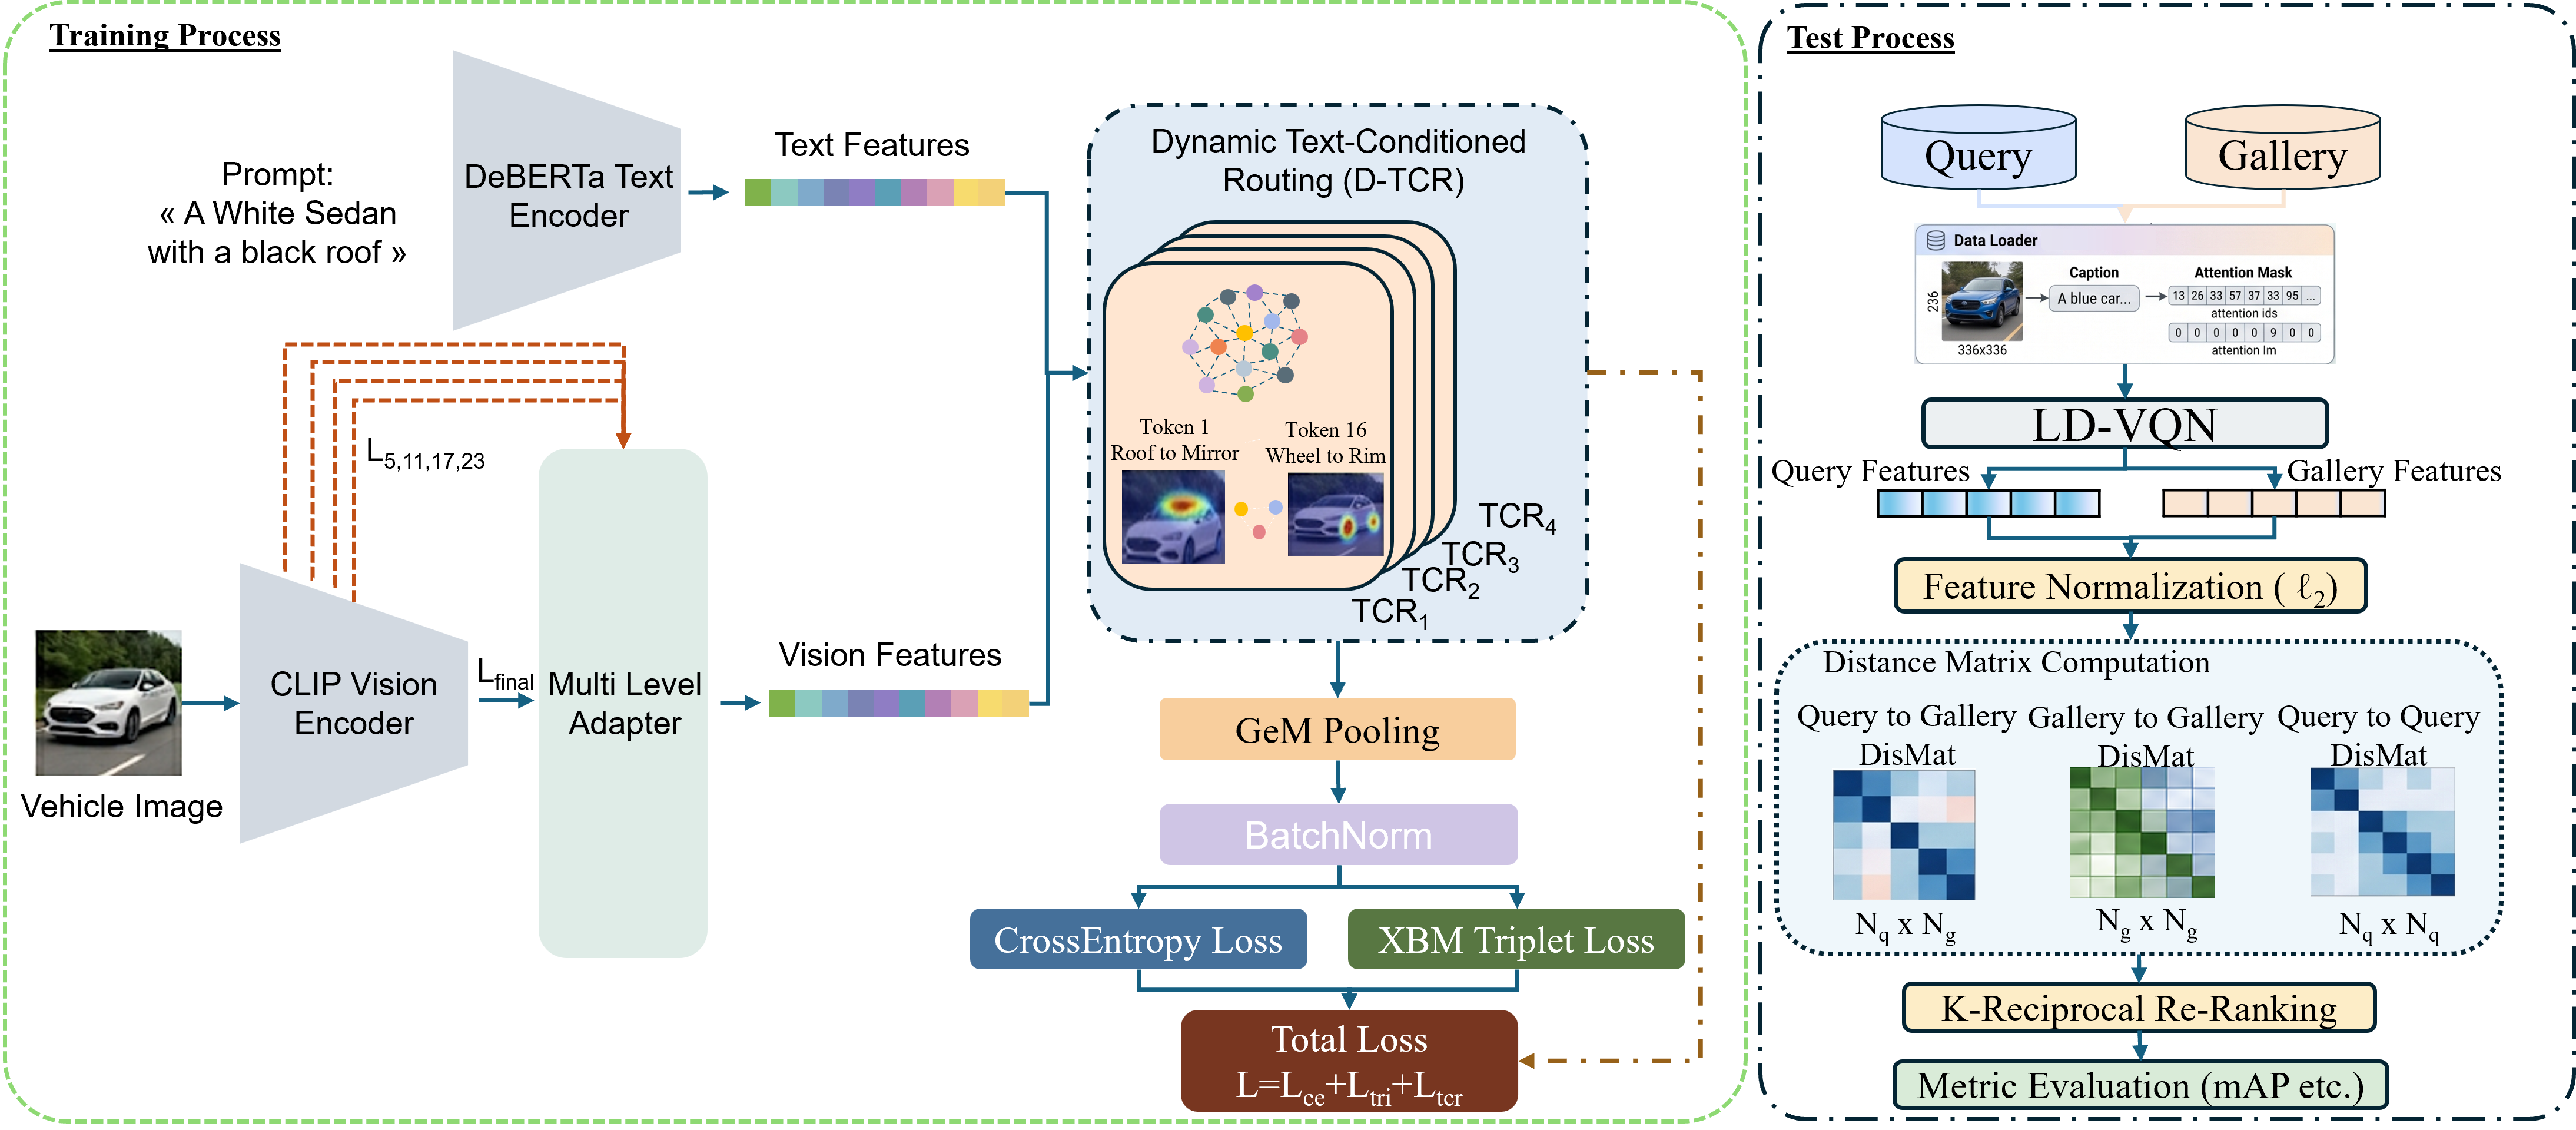 Training Process
Prompt:
« A White Sedan
with a black roof »
DeBERTa Text
Encoder
Text Features
L5,11,17,23
Vehicle Image
CLIP Vision
Encoder
Lfinal
Multi Level
Adapter
Vision Features
Dynamic Text-Conditioned
Routing (D-TCR)
Token 1
Roof to Mirror
Token 16
Wheel to Rim
TCR4
TCR3
TCR2
TCR1
GeM Pooling
BatchNorm
CrossEntropy Loss
XBM Triplet Loss
Total Loss
L=Lce+Ltri+Ltcr
Test Process
Query
Gallery
Data Loader
236
336x336
Caption
A blue car...
Attention Mask
13 26 33 57 37 33 95 ...
attention ids
0 0 0 0 0 9 0 0
attention lm
LD-VQN
Query Features
Gallery Features
Feature Normalization ( ℓ2)
Distance Matrix Computation
Query to Gallery
DisMat
Nq x Ng
Gallery to Gallery
DisMat
Ng x Ng
Query to Query
DisMat
Nq x Nq
K-Reciprocal Re-Ranking
Metric Evaluation (mAP etc.)